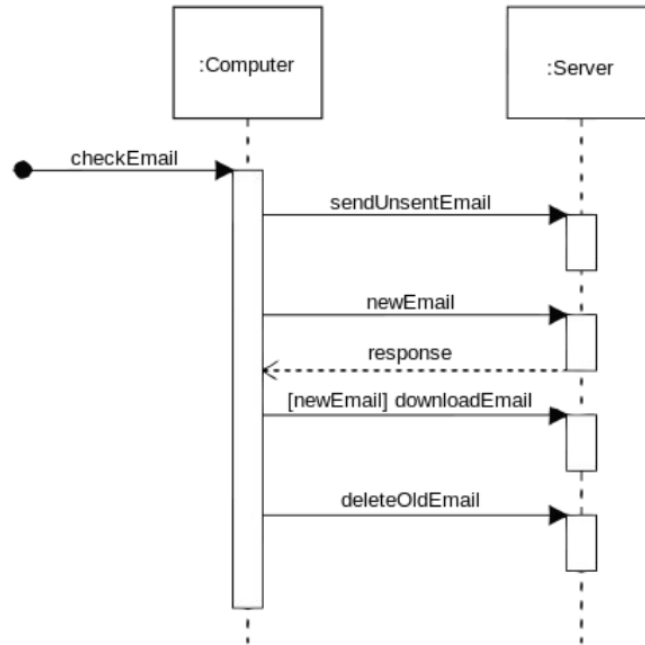 :Computer
:Server
checkEmail
sendUnsentEmail
newEmail
response
[newEmail] downloadEmail
deleteOldEmail